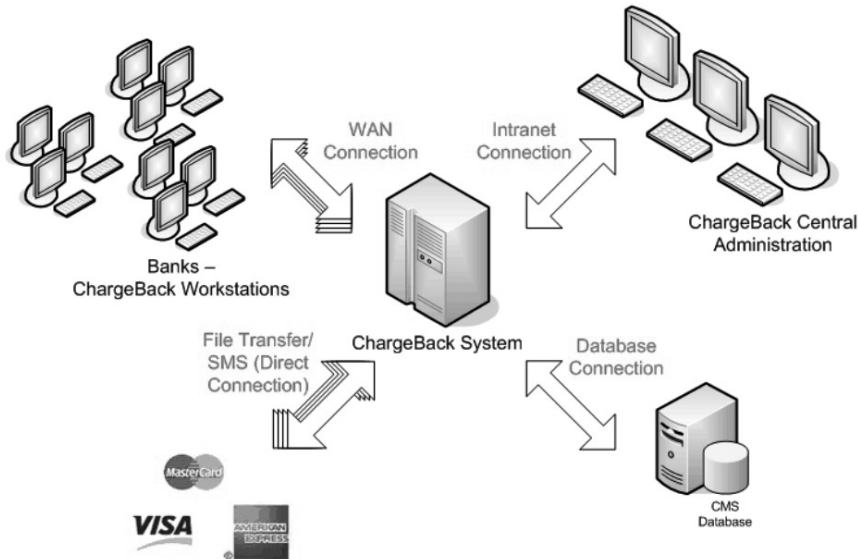 WAN
Connection
Intranet
Connection
Banks –
ChargeBack Workstations
ChargeBack Central
Administration
ChargeBack System
File Transfer/
SMS (Direct
Connection)
Database
Connection
MasterCard
VISA
AMERICAN
EXPRESS
CMS
Database